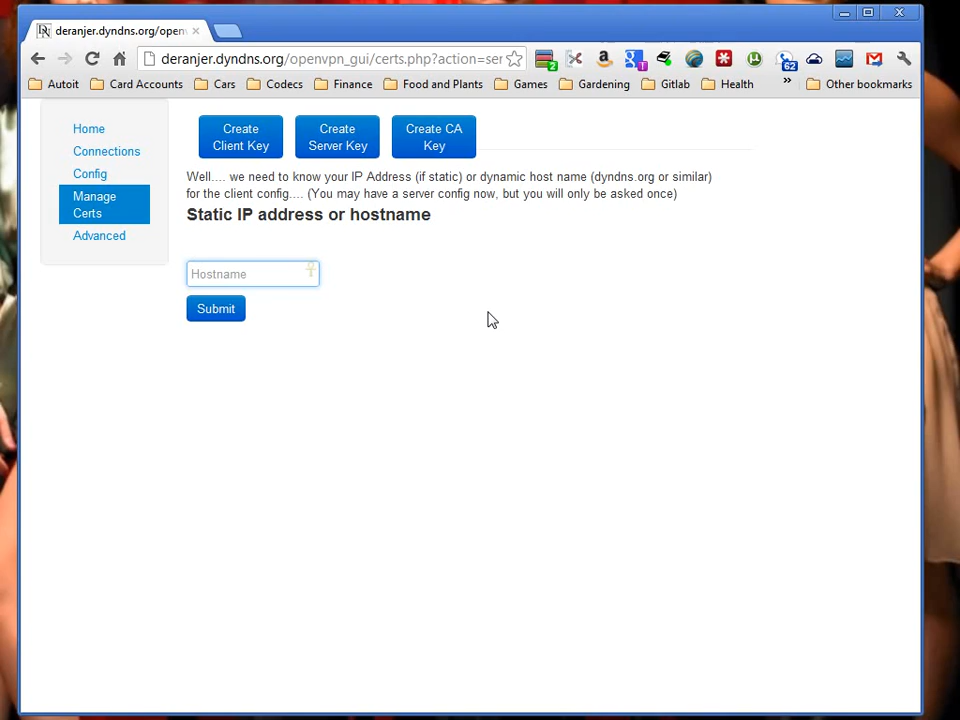 deranjer.dyndns.org/openv
deranjer.dyndns.org/openvpn_gui/certs.php?action=ser
2
T
62
Autoit
Card Accounts
Cars
Codecs
Finance
Food and Plants
Games
Gardening
Gitlab
Health
»
Other bookmarks
Home
Connections
Config
Manage
Certs
Advanced
Create
Client Key
Create
Server Key
Create CA
Key
Well.... we need to know your IP Address (if static) or dynamic host name (dyndns.org or similar)
for the client config.... (You may have a server config now, but you will only be asked once)
Static IP address or hostname
Hostname
Submit